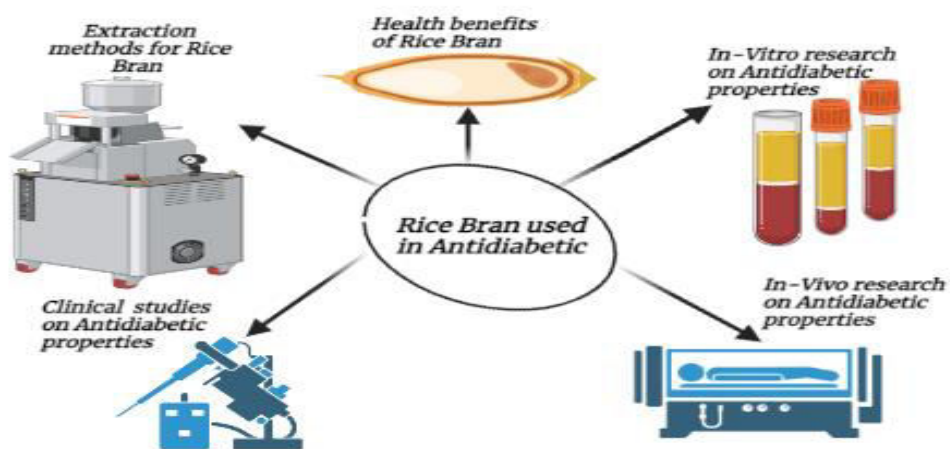 Extraction
methods for Rice
Bran
Health benefits
of Rice Bran
In-Vitro research
on Antidiabetic
properties
Rice Bran used
in Antidiabetic
Clinical studies
on Antidiabetic
properties
In-Vivo research
on Antidiabetic
properties